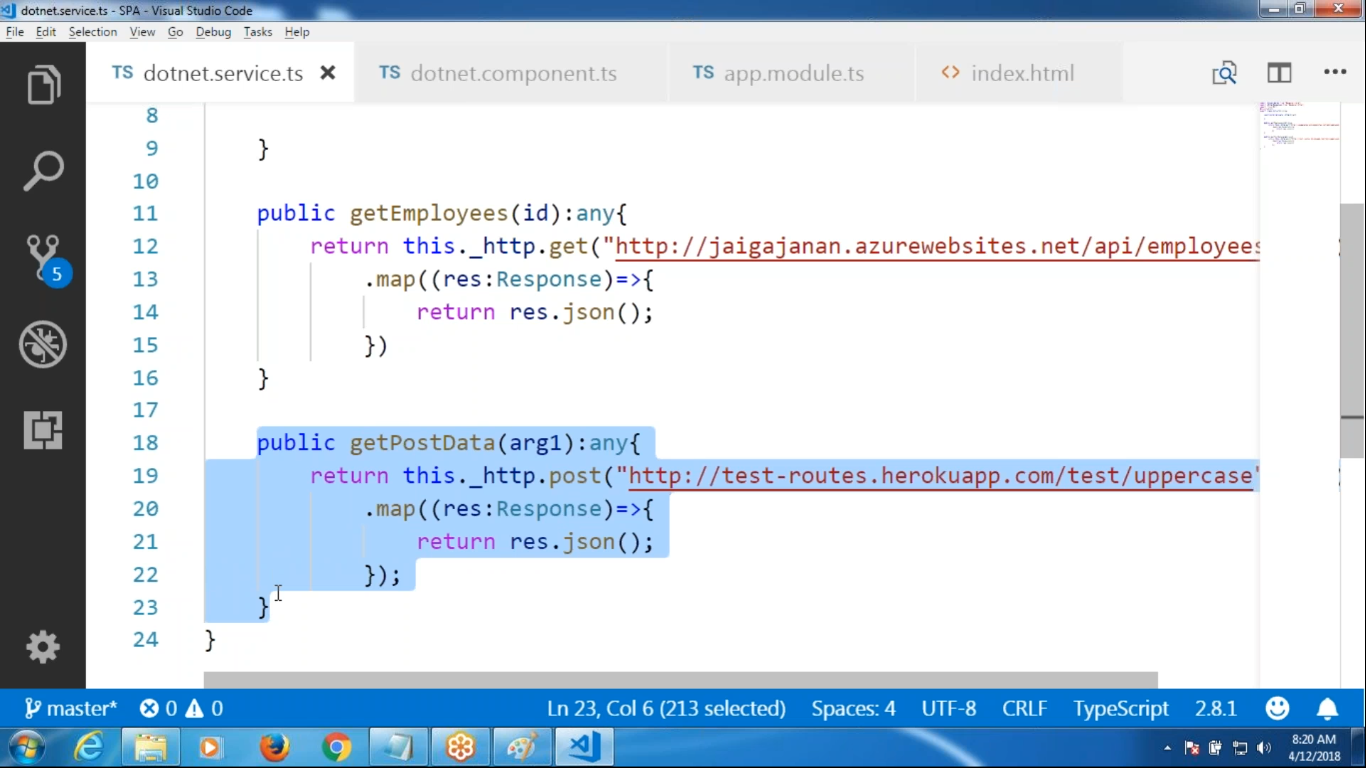 dotnet.service.ts - SPA - Visual Studio Code
File Edit Selection View Go Debug Tasks Help
TS dotnet.service.ts TS dotnet.component.ts TS app.module.ts <> index.html
8
9 }
10
11 public getEmployees(id):any{
12 return this._http.get("http://jaigajanan.azurewebsites.net/api/employees
13 .map((res:Response)=>{
14 return res.json();
15 })
16 }
17
18 public getPostData(arg1):any{
19 return this._http.post("http://test-routes.herokuapp.com/test/uppercase"
20 .map((res:Response)=>{
21 return res.json();
22 });
23 }
24 }
5
master* 0 0 Ln 23, Col 6 (213 selected) Spaces: 4 UTF-8 CRLF TypeScript 2.8.1
8:20 AM
4/12/2018